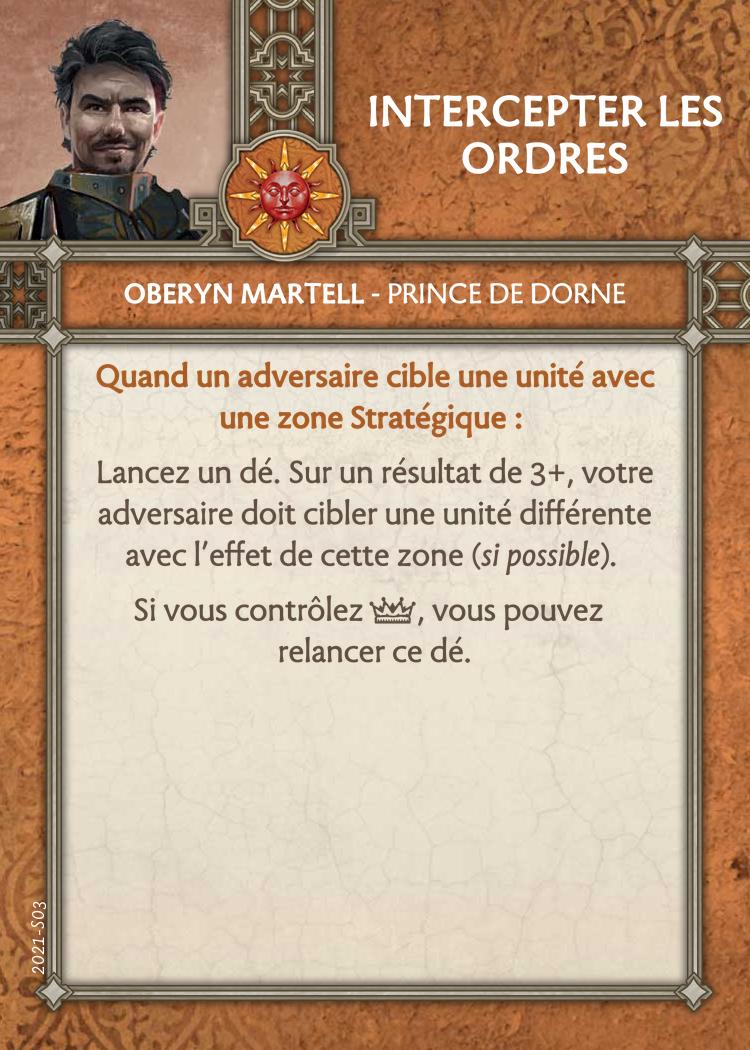 INTERCEPTER LES
ORDRES
OBERYN MARTELL - PRINCE DE DORNE
Quand un adversaire cible une unité avec
une zone Stratégique :
Lancez un dé. Sur un résultat de 3+, votre
adversaire doit cibler une unité différente
avec l'effet de cette zone (si possible).
Si vous contrôlez , vous pouvez
relancer ce dé.
2021-S03